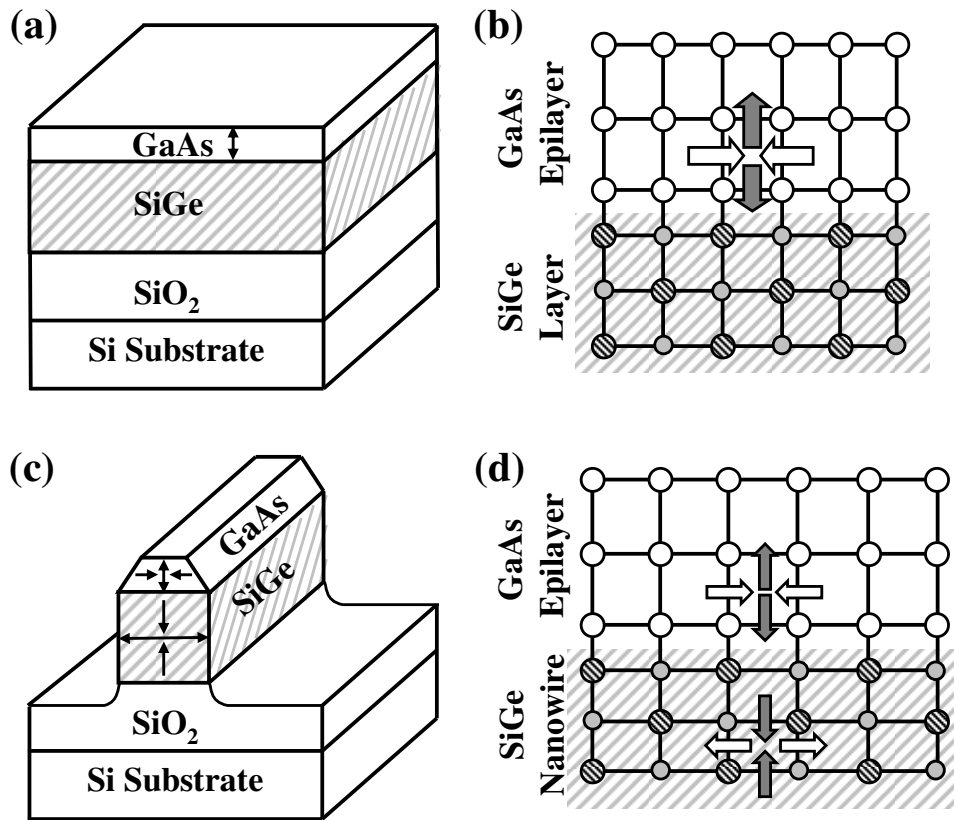 (a)
GaAs
SiGe
SiO₂
Si Substrate
(b)
GaAs
Epilayer
SiGe
Layer
(c)
GaAs
SiGe
SiO₂
Si Substrate
(d)
GaAs
Epilayer
SiGe
Nanowire